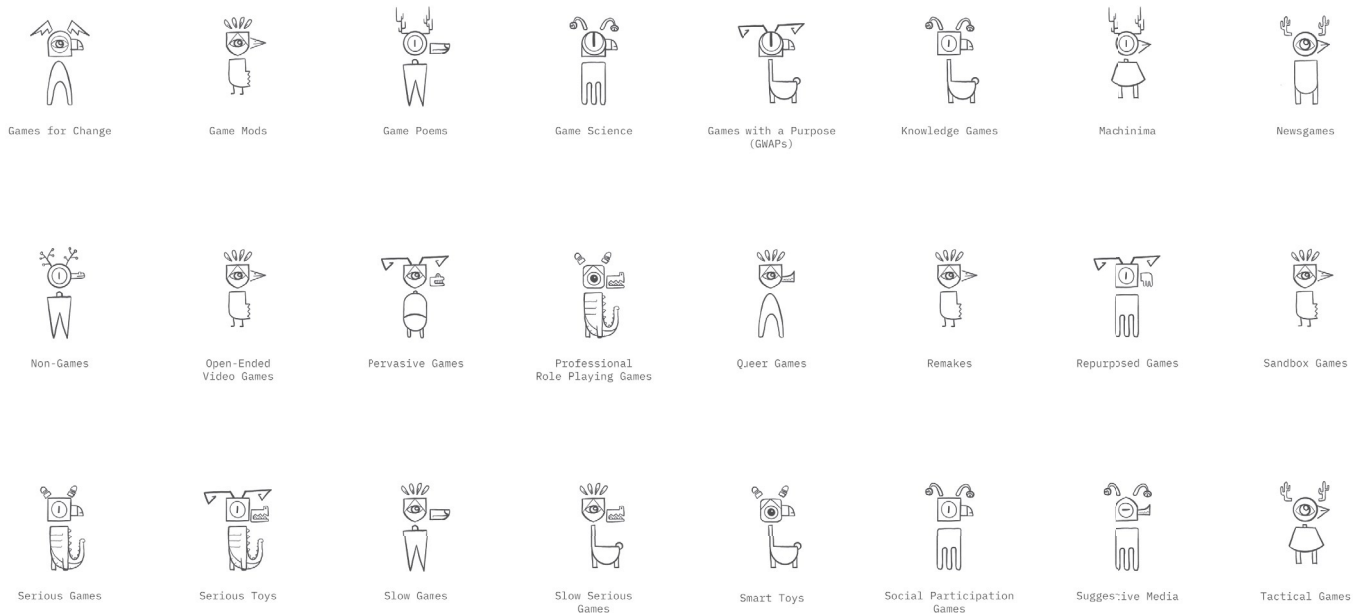 Games for Change
Game Mods
Game Poems
Game Science
Games with a Purpose
(GWAPs)
Knowledge Games
Machinima
Newsgames
Non-Games
Open-Ended
Video Games
Pervasive Games
Professional
Role Playing Games
Queer Games
Remakes
Repurposed Games
Sandbox Games
Serious Games
Serious Toys
Slow Games
Slow Serious
Games
Smart Toys
Social Participation
Games
Suggestive Media
Tactical Games